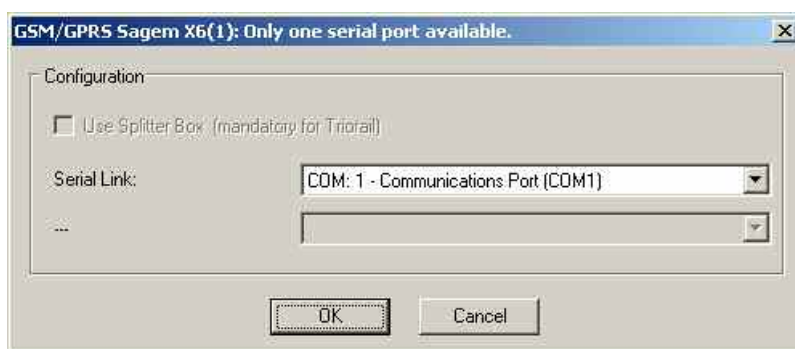 GSM/GPRS Sagem X6(1): Only one serial port available.
Configuration
Use Splitter Box (mandatory for Triorail)
Serial Link: COM: 1 - Communications Port (COM1)
---
OK Cancel